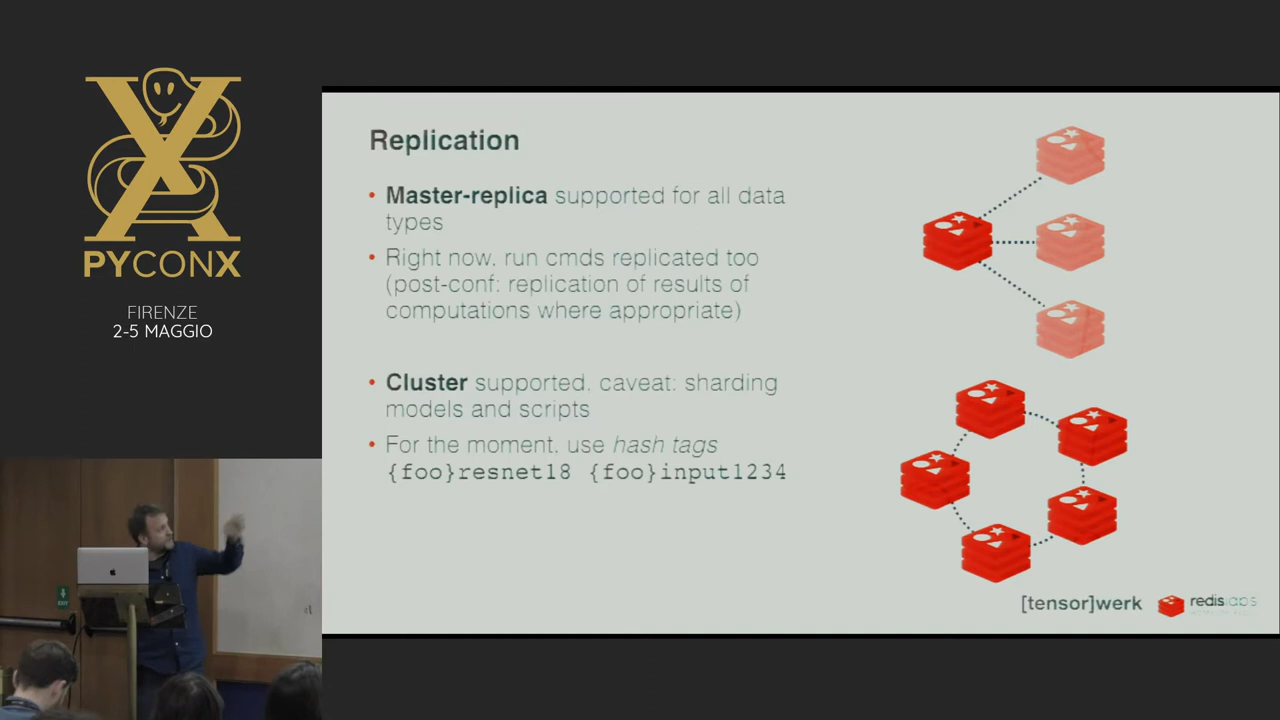 PYCONX
FIRENZE
2-5 MAGGIO
EXIT
Replication
• Master-replica supported for all data
types
• Right now, run cmds replicated too
(post-conf: replication of results of
computations where appropriate)
• Cluster supported, caveat: sharding
models and scripts
• For the moment, use hash tags
{foo}resnet18 {foo}input1234
[tensor]werk
redislabs